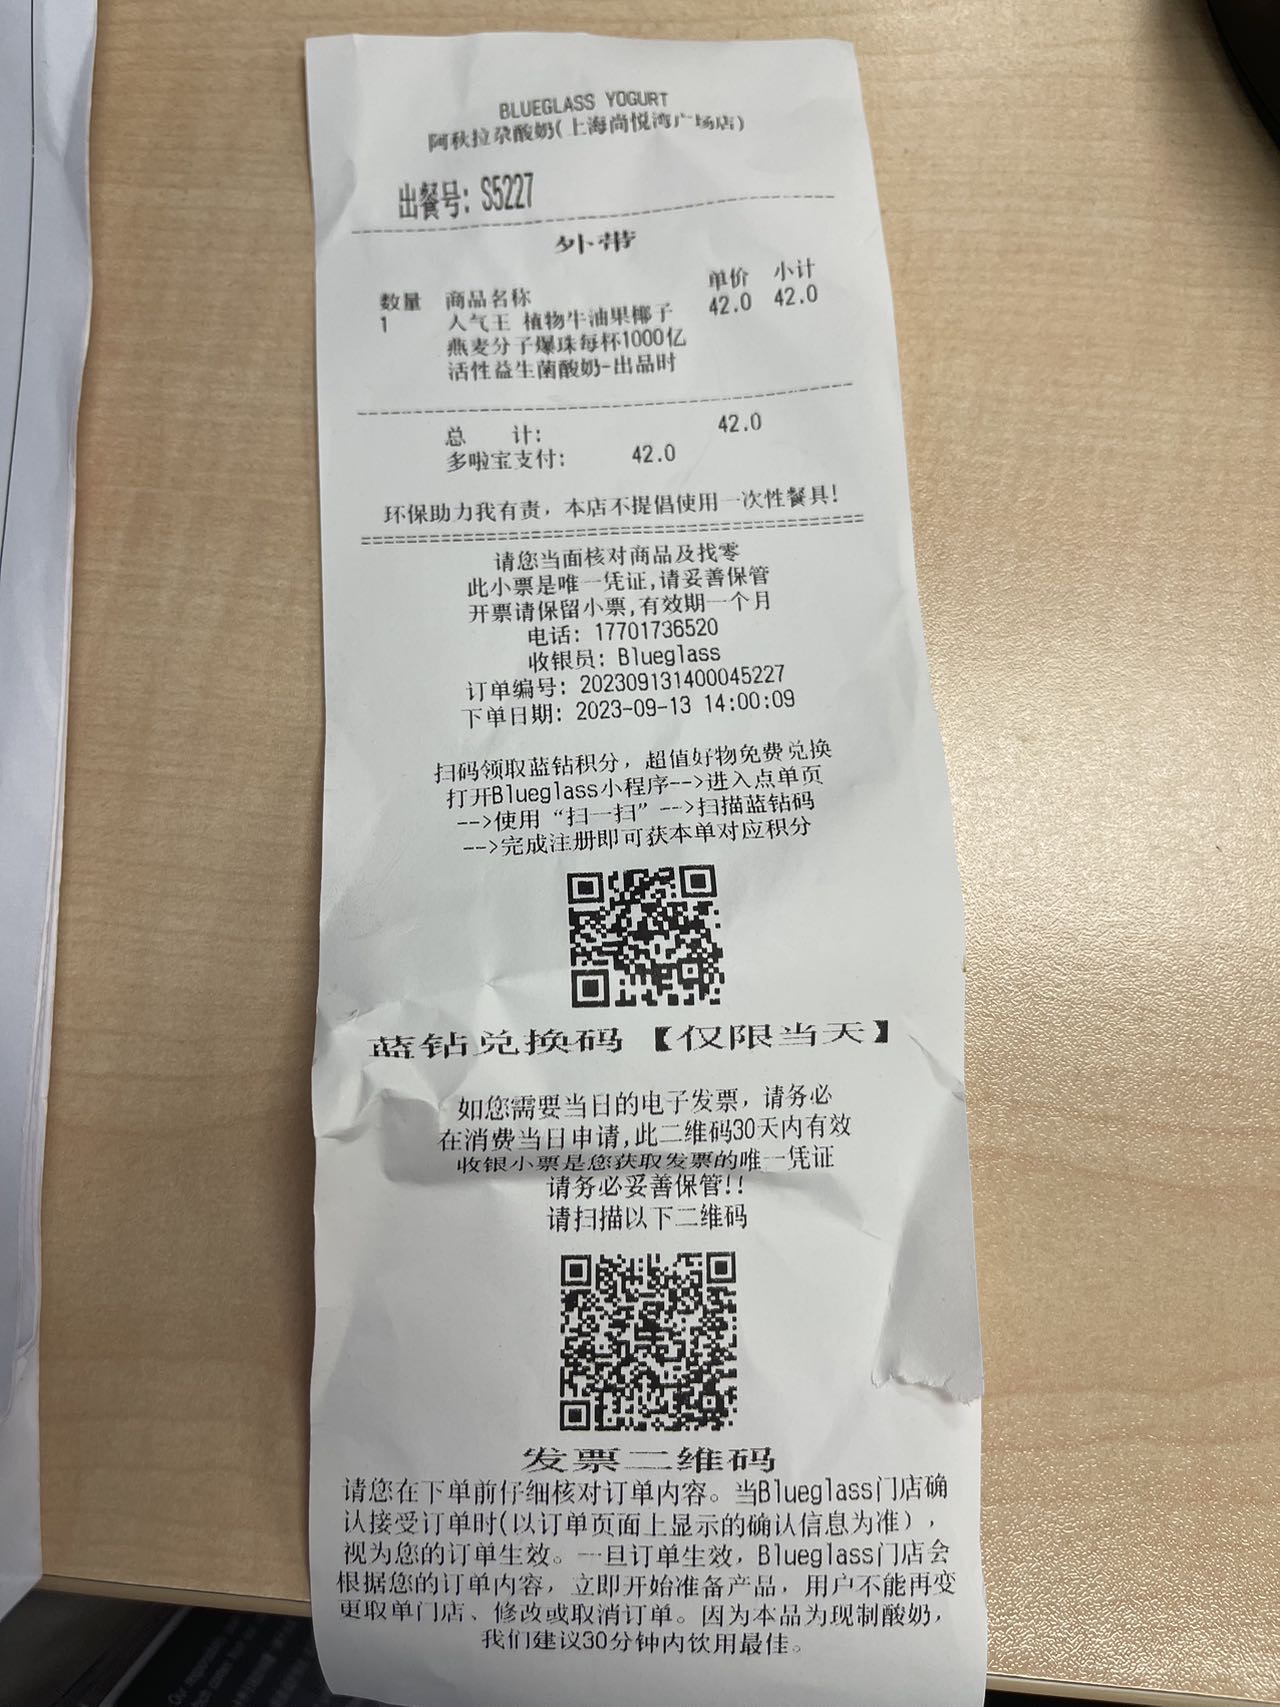 BLUEGLASS YOGURT
阿秋拉尕酸奶(上海尚悦湾广场店)
出餐号: S5227
外带
数量 商品名称 单价 小计
1 人气王 植物牛油果椰子 42.0 42.0
燕麦分子爆珠每杯1000亿
活性益生菌酸奶-出品时
总 计: 42.0
多啦宝支付: 42.0
环保助力我有责，本店不提倡使用一次性餐具!
请您当面核对商品及找零
此小票是唯一凭证,请妥善保管
开票请保留小票,有效期一个月
电话: 17701736520
收银员: Blueglass
订单编号: 202309131400045227
下单日期: 2023-09-13 14:00:09
扫码领取蓝钻积分，超值好物免费兑换
打开Blueglass小程序-->进入点单页
-->使用“扫一扫”-->扫描蓝钻码
-->完成注册即可获本单对应积分
蓝钻兑换码【仅限当天】
如您需要当日的电子发票，请务必
在消费当日申请,此二维码30天内有效
收银小票是您获取发票的唯一凭证
请务必妥善保管!!
请扫描以下二维码
发票二维码
请您在下单前仔细核对订单内容。当Blueglass门店确
认接受订单时(以订单页面上显示的确认信息为准)，
视为您的订单生效。一旦订单生效，Blueglass门店会
根据您的订单内容，立即开始准备产品，用户不能再变
更取单门店、修改或取消订单。因为本品为现制酸奶，
我们建议30分钟内饮用最佳。